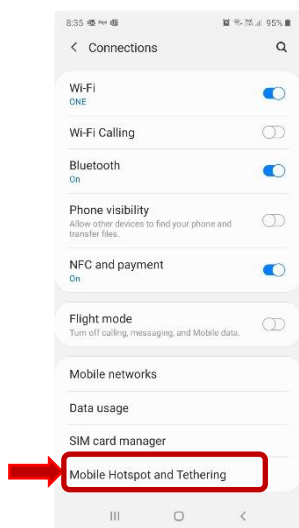 8:35 95%
Connections
Wi-Fi
ONE
Wi-Fi Calling
Bluetooth
On
Phone visibility
Allow other devices to find your phone and
transfer files.
NFC and payment
On
Flight mode
Turn off calling, messaging, and Mobile data.
Mobile networks
Data usage
SIM card manager
Mobile Hotspot and Tethering